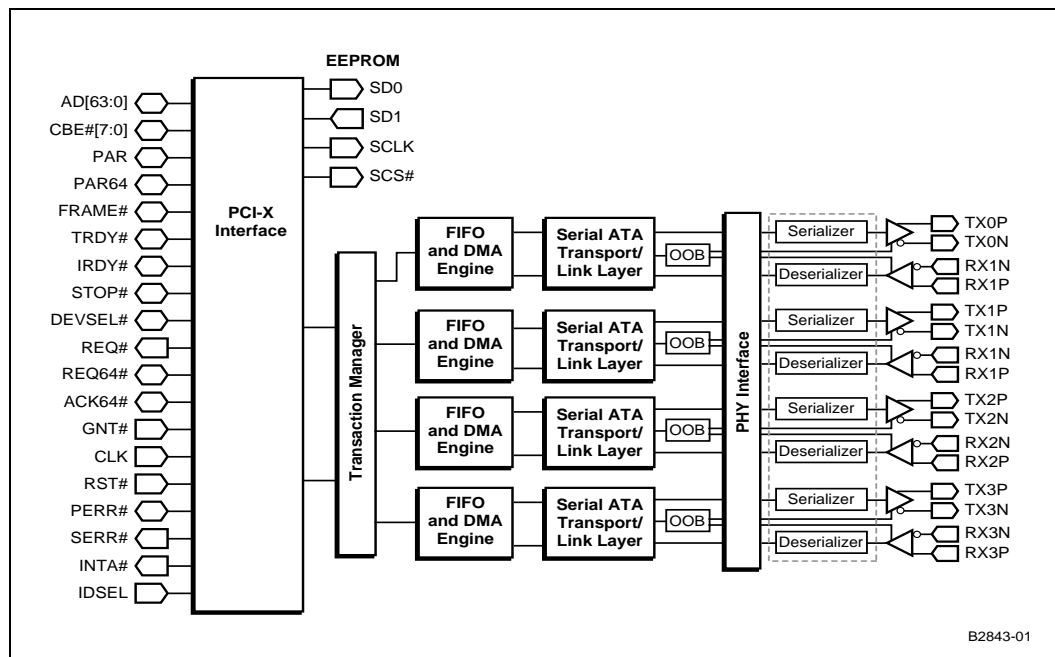 EEPROM
SD0
SD1
SCLK
SCS#
AD[63:0]
CBE#[7:0]
PAR
PAR64
FRAME#
TRDY#
IRDY#
STOP#
DEVSEL#
REQ#
REQ64#
ACK64#
GNT#
CLK
RST#
PERR#
SERR#
INTA#
IDSEL
PCI-X
Interface
Transaction Manager
FIFO
and DMA
Engine
Serial ATA
Transport/
Link Layer
OOB
FIFO
and DMA
Engine
Serial ATA
Transport/
Link Layer
OOB
FIFO
and DMA
Engine
Serial ATA
Transport/
Link Layer
OOB
FIFO
and DMA
Engine
Serial ATA
Transport/
Link Layer
OOB
PHY Interface
Serializer
Deserializer
Serializer
Deserializer
Serializer
Deserializer
Serializer
Deserializer
TX0P
TX0N
RX1N
RX1P
TX1P
TX1N
RX1N
RX1P
TX2P
TX2N
RX2N
RX2P
TX3P
TX3N
RX3N
RX3P
B2843-01